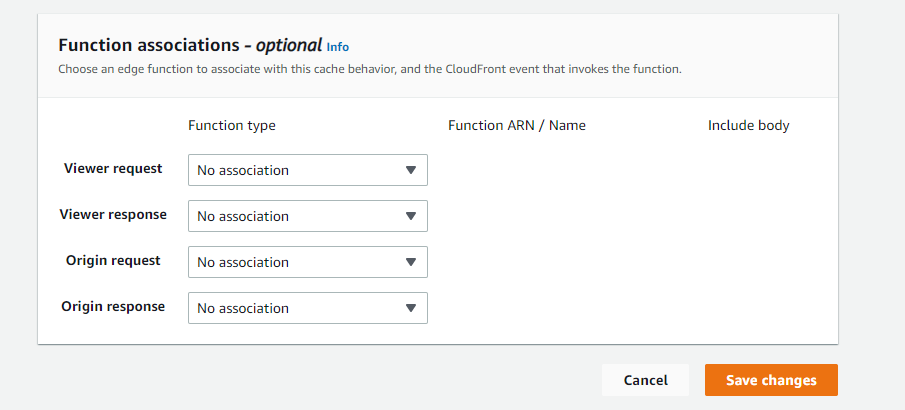 Function associations - optional Info
Choose an edge function to associate with this cache behavior, and the CloudFront event that invokes the function.
Function type Function ARN / Name Include body
Viewer request No association
Viewer response No association
Origin request No association
Origin response No association
Cancel Save changes